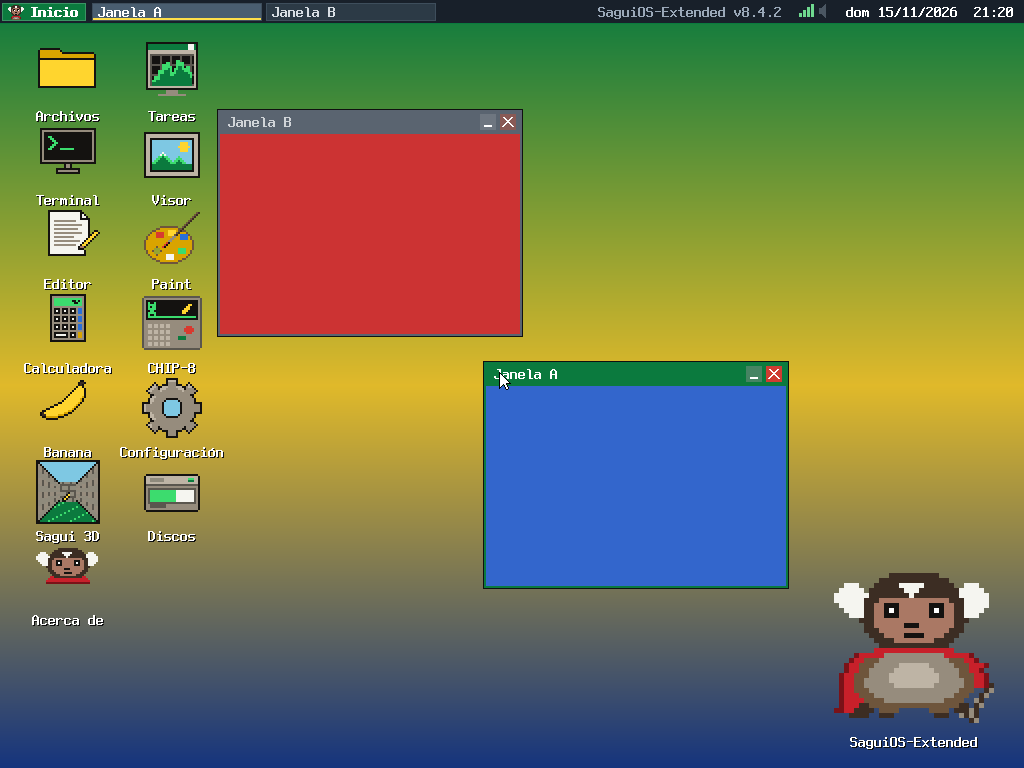 Inicio
Janela A
Janela B
SaguiOS-Extended v8.4.2
dom 15/11/2026 21:20
Archivos
Tareas
Janela B
Terminal
Visor
Editor
Paint
Calculadora
CHIP-8
Janela A
Banana
Configuración
Sagui 3D
Discos
Acerca de
SaguiOS-Extended